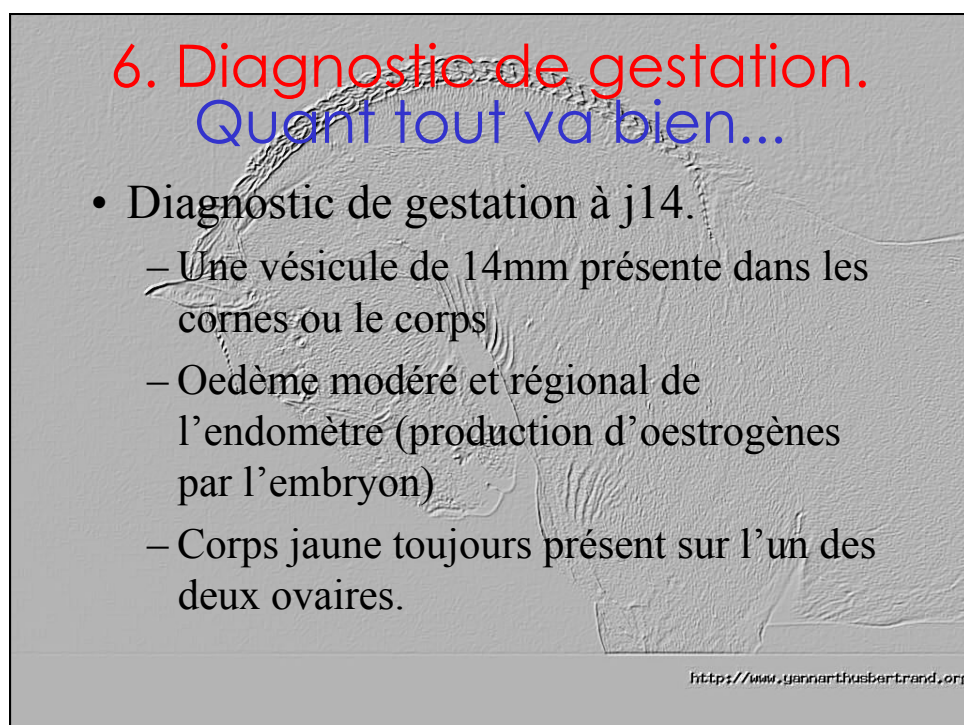 6. Diagnostic de gestation.
Quant tout va bien...
• Diagnostic de gestation à j14.
– Une vésicule de 14mm présente dans les
cornes ou le corps
– Oedème modéré et régional de
l’endomètre (production d’oestrogènes
par l’embryon)
– Corps jaune toujours présent sur l’un des
deux ovaires.
http://www.yannarthusbertrand.org